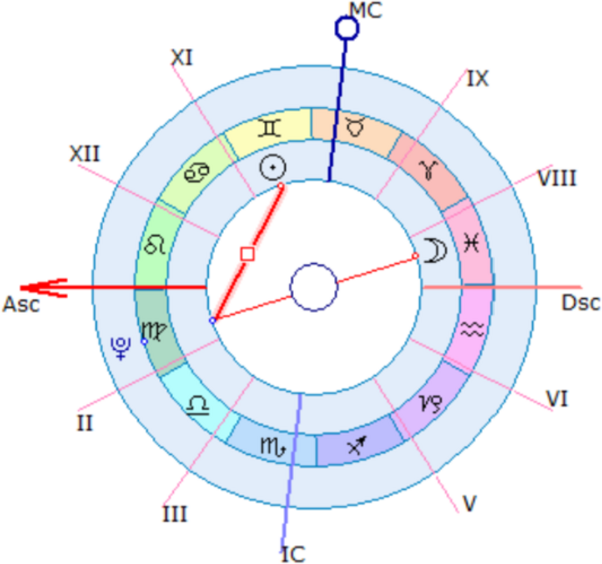 MC
XI
IX
♊
♉
XII
♋
☉
♈
VIII
♌
☽
♓
Asc
Dsc
♇
♍
♒
II
♎
♑
VI
♏
♐
III
V
IC